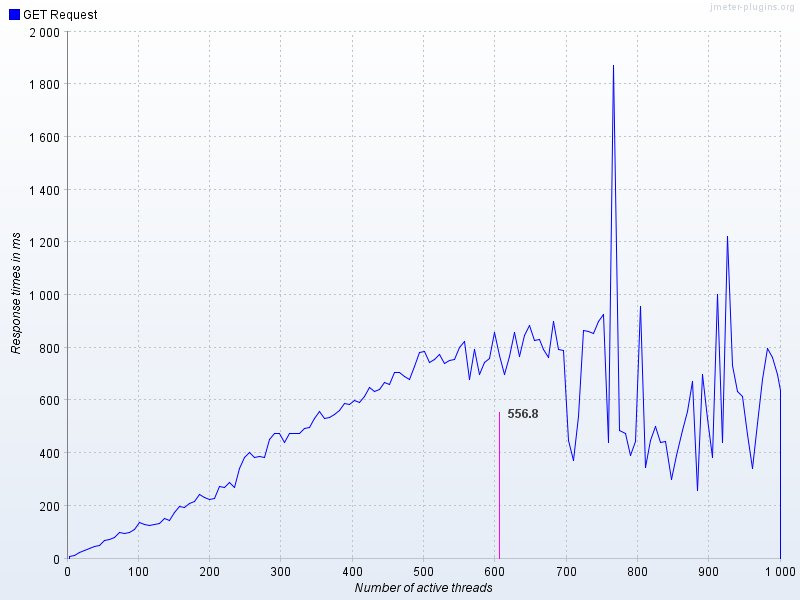 jmeter-plugins.org
GET Request
2 000
1 800
1 600
1 400
1 200
1 000
800
600
400
200
0
Response times in ms
556.8
0 100 200 300 400 500 600 700 800 900 1 000
Number of active threads